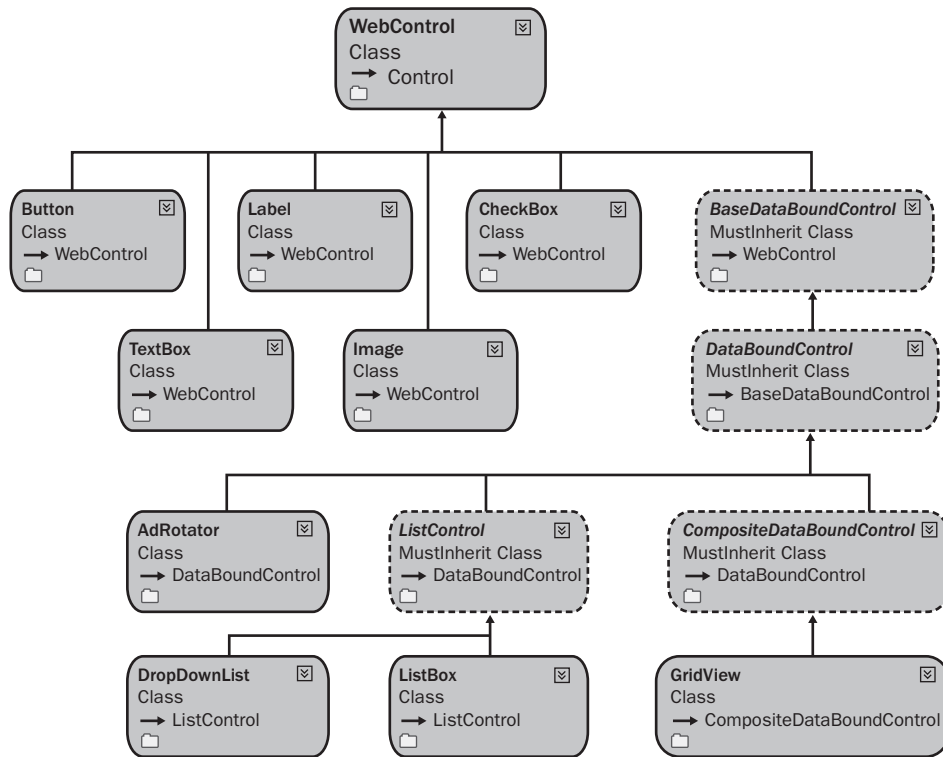 WebControl
Class
Control
Button
Class
WebControl
Label
Class
WebControl
CheckBox
Class
WebControl
BaseDataBoundControl
MustInherit Class
WebControl
TextBox
Class
WebControl
Image
Class
WebControl
DataBoundControl
MustInherit Class
BaseDataBoundControl
AdRotator
Class
DataBoundControl
ListControl
MustInherit Class
DataBoundControl
CompositeDataBoundControl
MustInherit Class
DataBoundControl
DropDownList
Class
ListControl
ListBox
Class
ListControl
GridView
Class
CompositeDataBoundControl